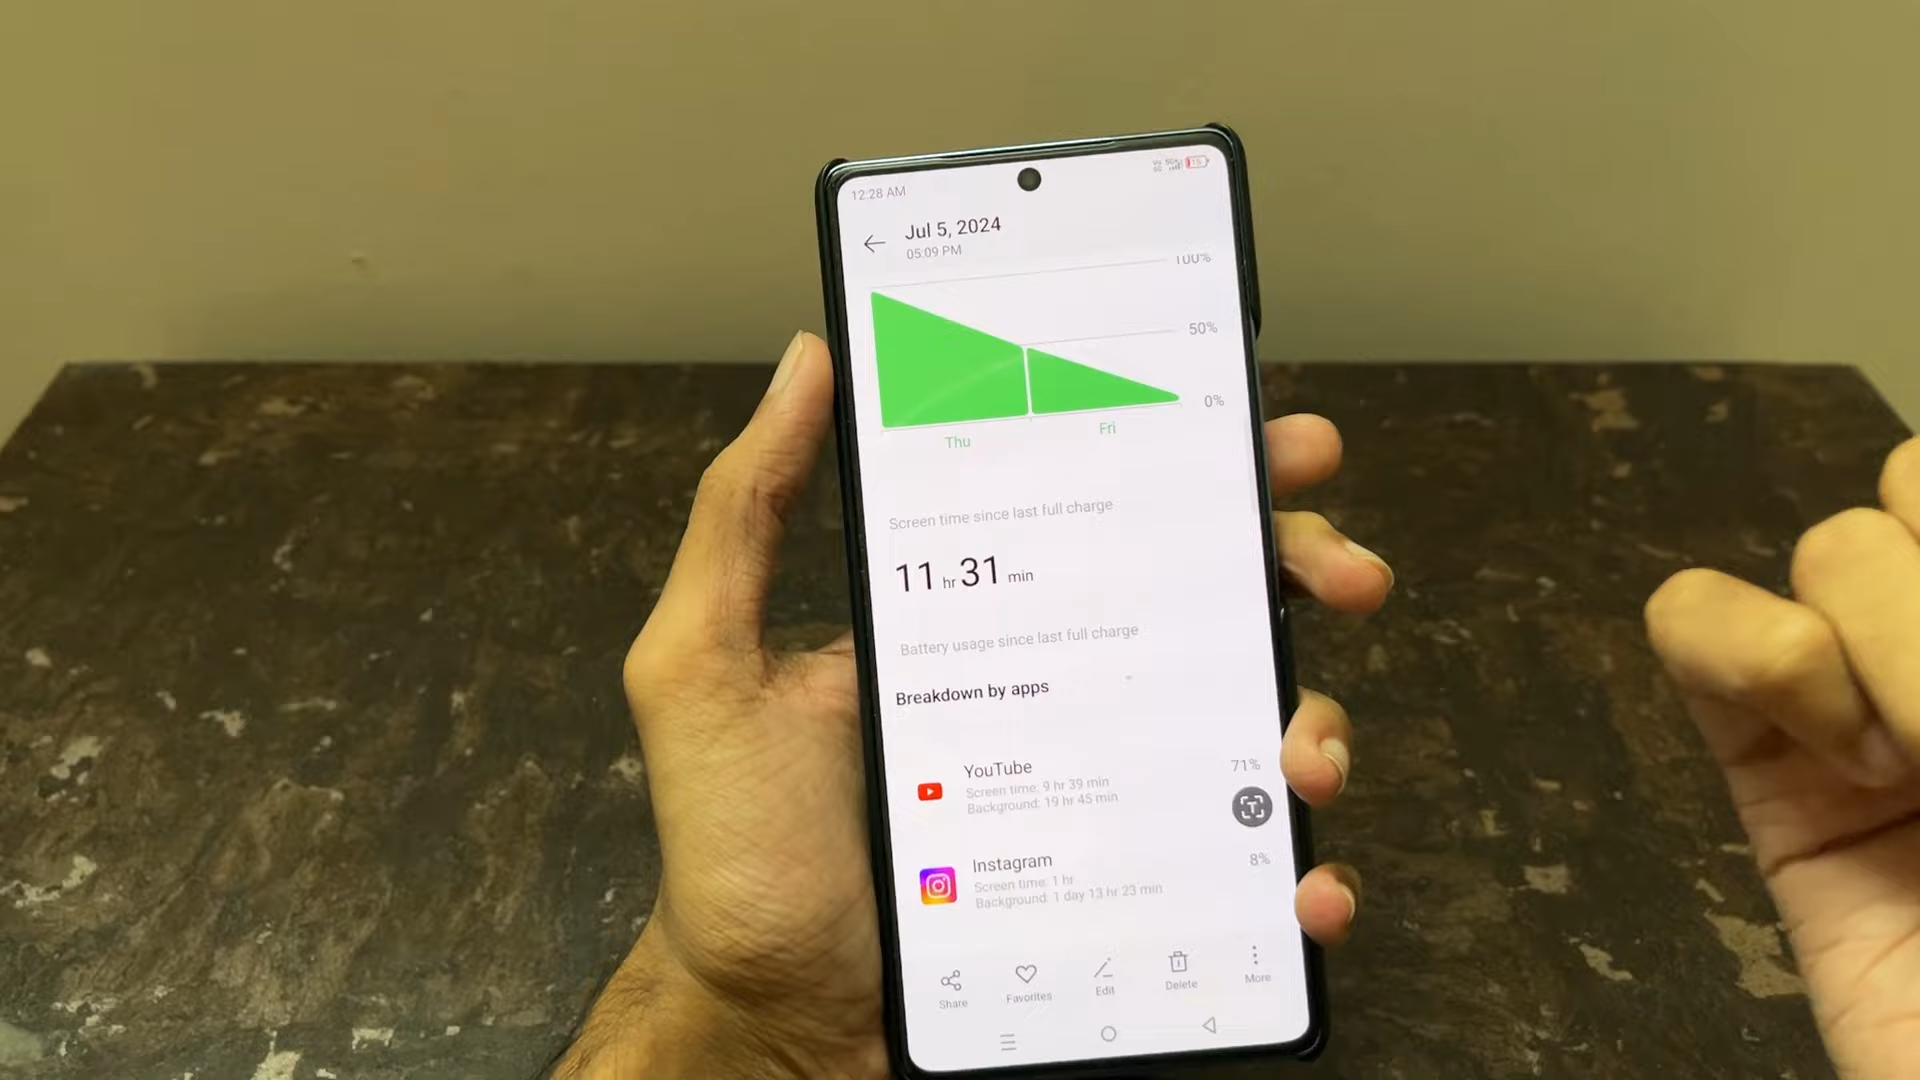 12:28 AM
15
Jul 5, 2024
05:09 PM
100%
50%
0%
Thu
Fri
Screen time since last full charge
11 hr 31 min
Battery usage since last full charge
Breakdown by apps
YouTube
71%
Screen time: 9 hr 39 min
Background: 19 hr 45 min
Instagram
8%
Screen time: 1 hr
Background: 1 day 13 hr 23 min
Share
Favorites
Edit
Delete
More